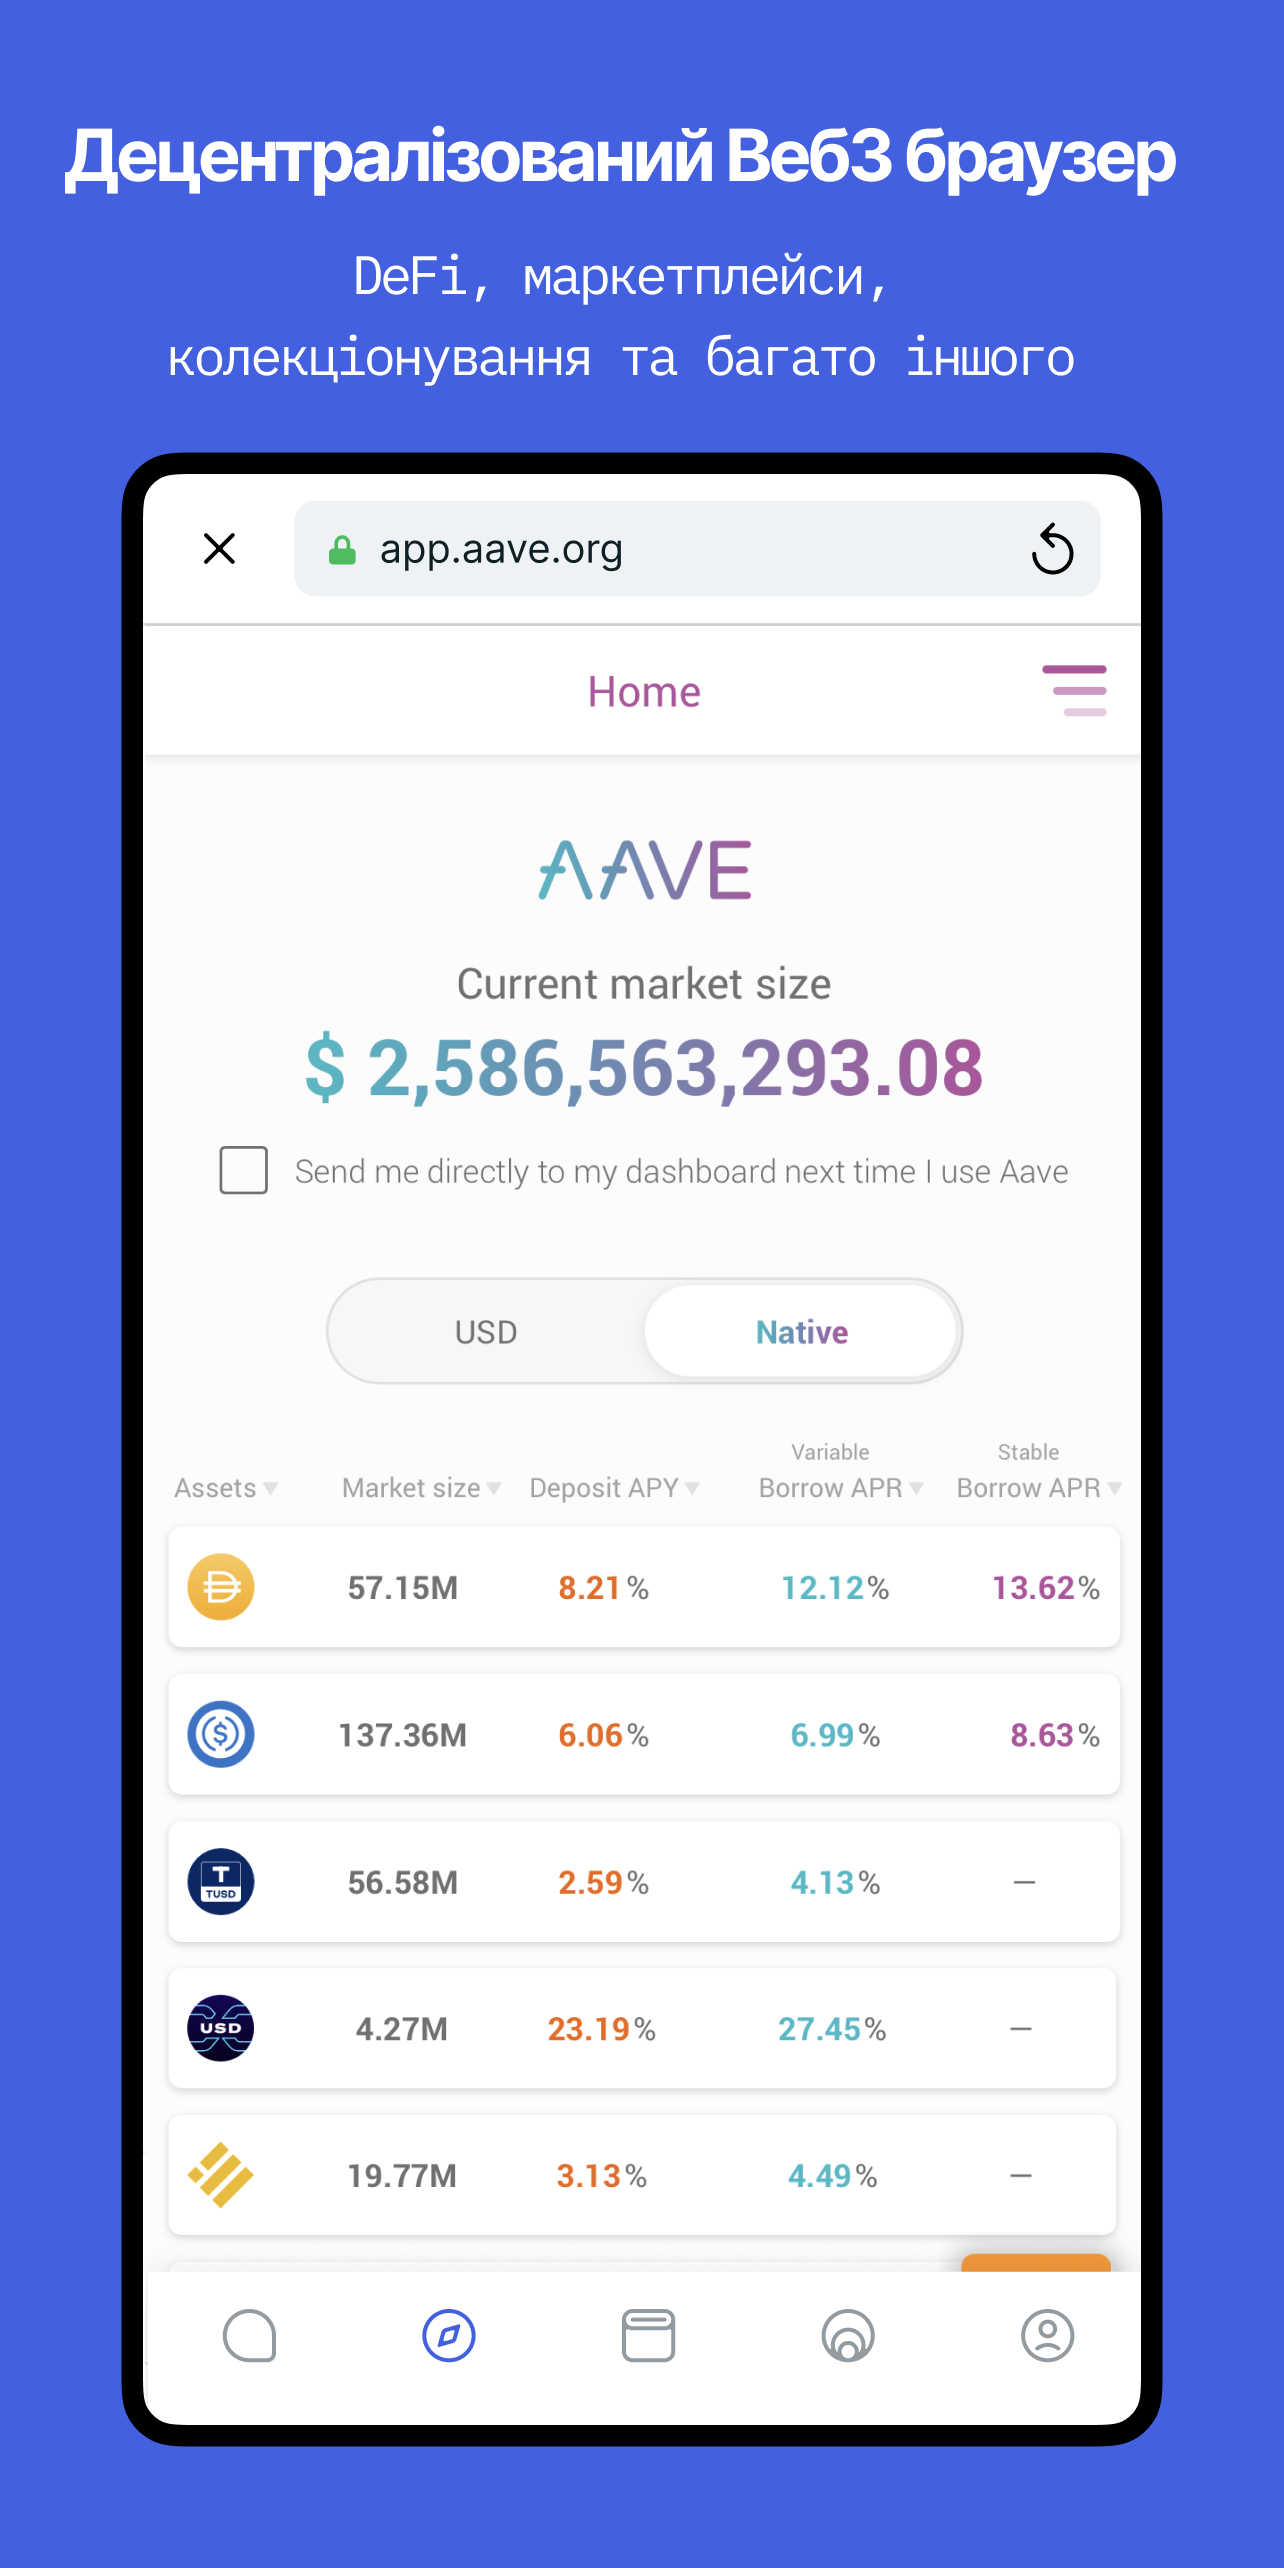 Децентралізований Веб3 браузер
DeFi, маркетплейси,
колекціонування та багато іншого
app.aave.org
Home
AAVE
Current market size
$ 2,586,563,293.08
Send me directly to my dashboard next time I use Aave
USD Native
Variable Stable
Assets Market size Deposit APY Borrow APR Borrow APR
57.15M 8.21% 12.12% 13.62%
137.36M 6.06% 6.99% 8.63%
T
TUSD 56.58M 2.59% 4.13% —
USD 4.27M 23.19% 27.45% —
19.77M 3.13% 4.49% —